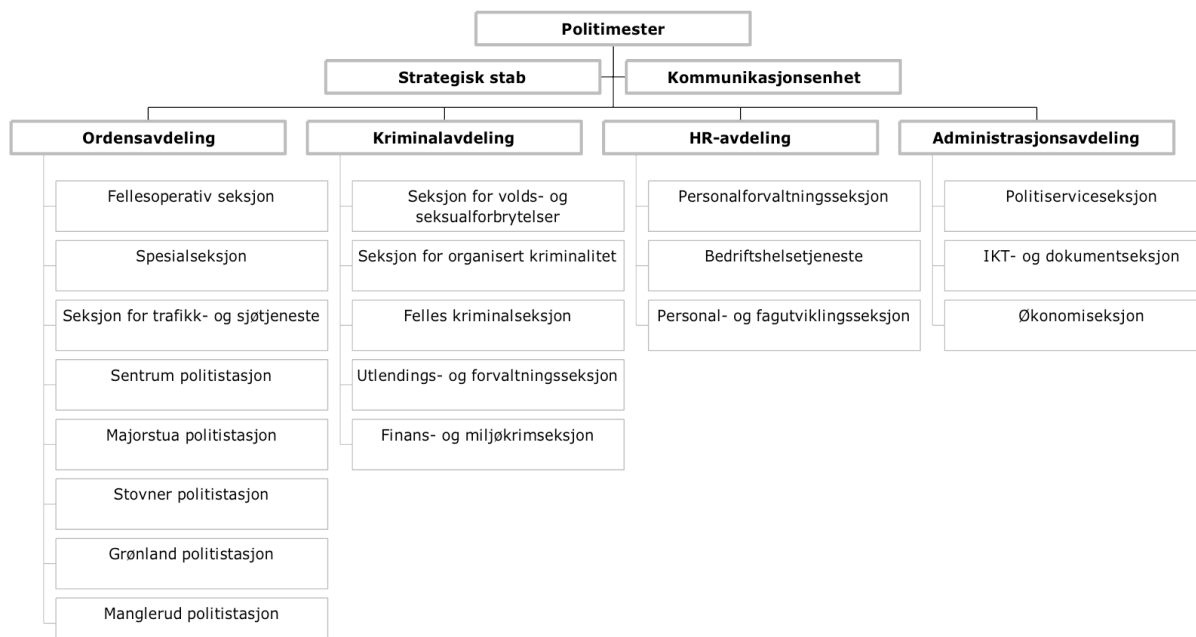 Politimester
Strategisk stab
Kommunikasjonsenhet
Ordensavdeling
Fellesoperativ seksjon
Spesialseksjon
Seksjon for trafikk- og sjøtjeneste
Sentrum politistasjon
Majorstua politistasjon
Stovner politistasjon
Grønland politistasjon
Manglerud politistasjon
Kriminalavdeling
Seksjon for volds- og
seksualforbrytelser
Seksjon for organisert kriminalitet
Felles kriminalseksjon
Utlendings- og forvaltningsseksjon
Finans- og miljøkrimseksjon
HR-avdeling
Personalforvaltningsseksjon
Bedriftshelsetjeneste
Personal- og fagutviklingsseksjon
Administrasjonsavdeling
Politiserviceseksjon
IKT- og dokumentseksjon
Økonomiseksjon